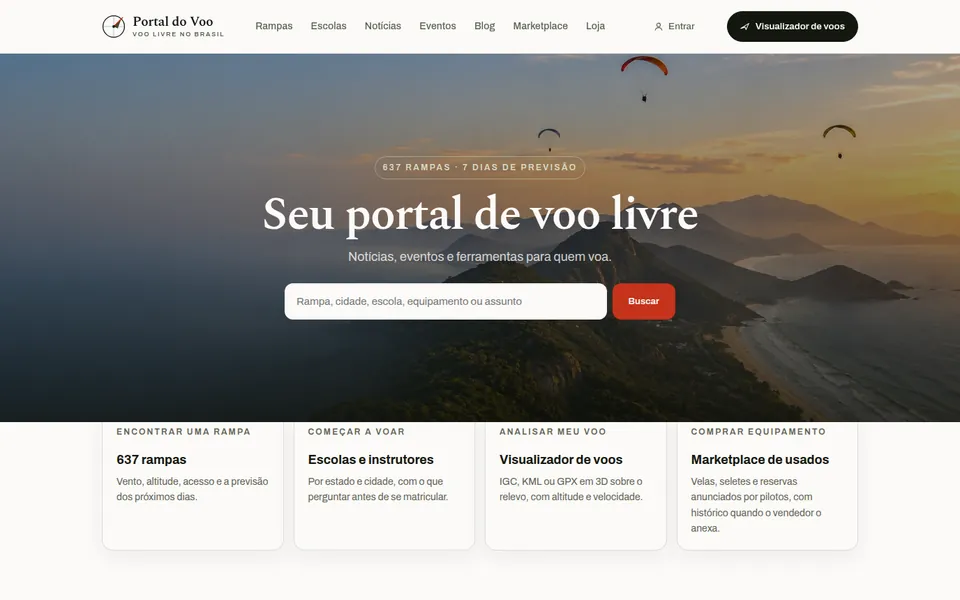 Portal do Voo
VOO LIVRE NO BRASIL
Rampas
Escolas
Notícias
Eventos
Blog
Marketplace
Loja
Entrar
Visualizador de voos
637 RAMPAS · 7 DIAS DE PREVISÃO
Seu portal de voo livre
Notícias, eventos e ferramentas para quem voa.
Rampa, cidade, escola, equipamento ou assunto
Buscar
ENCONTRAR UMA RAMPA
637 rampas
Vento, altitude, acesso e a previsão
dos próximos dias.
COMEÇAR A VOAR
Escolas e instrutores
Por estado e cidade, com o que
perguntar antes de se matricular.
ANALISAR MEU VOO
Visualizador de voos
IGC, KML ou GPX em 3D sobre o
relevo, com altitude e velocidade.
COMPRAR EQUIPAMENTO
Marketplace de usados
Velas, seletes e reservas
anunciados por pilotos, com
histórico quando o vendedor o
anexa.